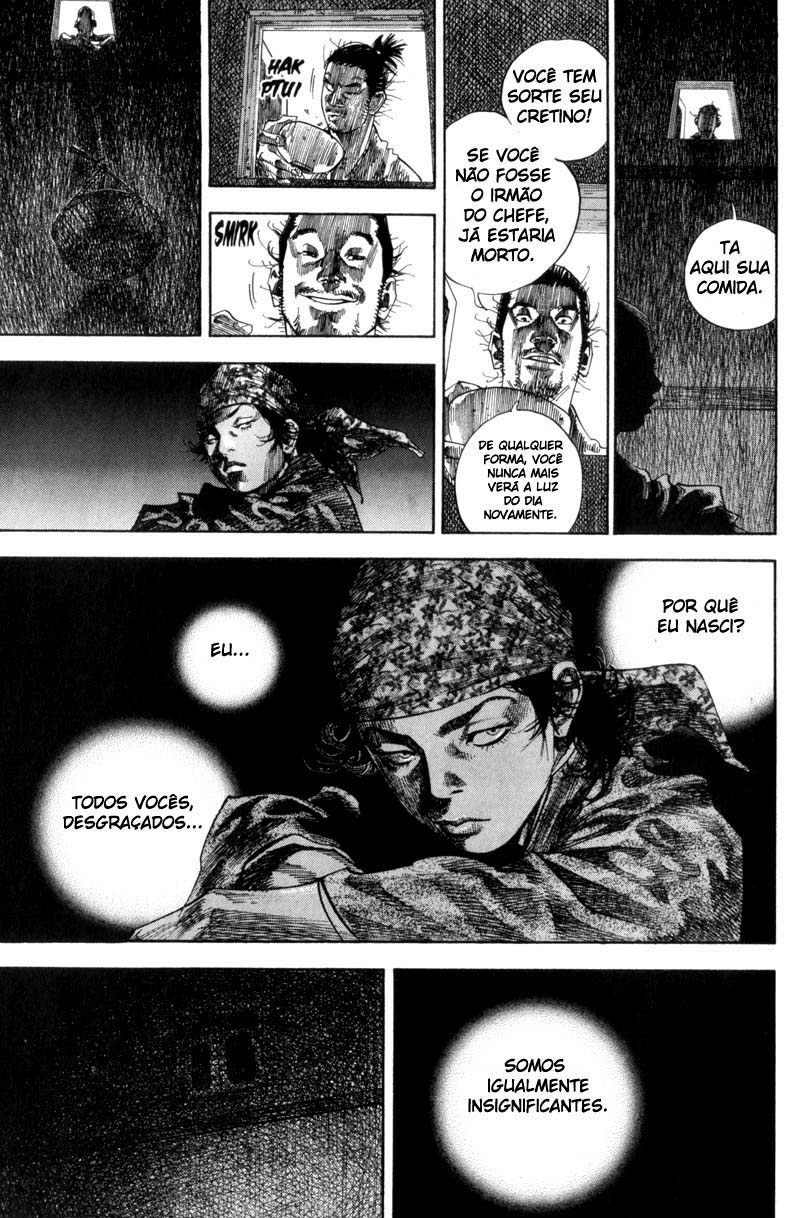 TA
AQUI SUA
COMIDA.
VOCÊ TEM
SORTE SEU
CRETINO!
SE VOCÊ
NÃO FOSSE
O IRMÃO
DO CHEFE,
JÁ ESTARIA
MORTO.
DE QUALQUER
FORMA, VOCÊ
NUNCA MAIS
VERÁ A LUZ
DO DIA
NOVAMENTE.
HAK
PTUI
SMIRK
POR QUÊ
EU NASCI?
EU...
TODOS VOCÊS,
DESGRAÇADOS...
SOMOS
IGUALMENTE
INSIGNIFICANTES.